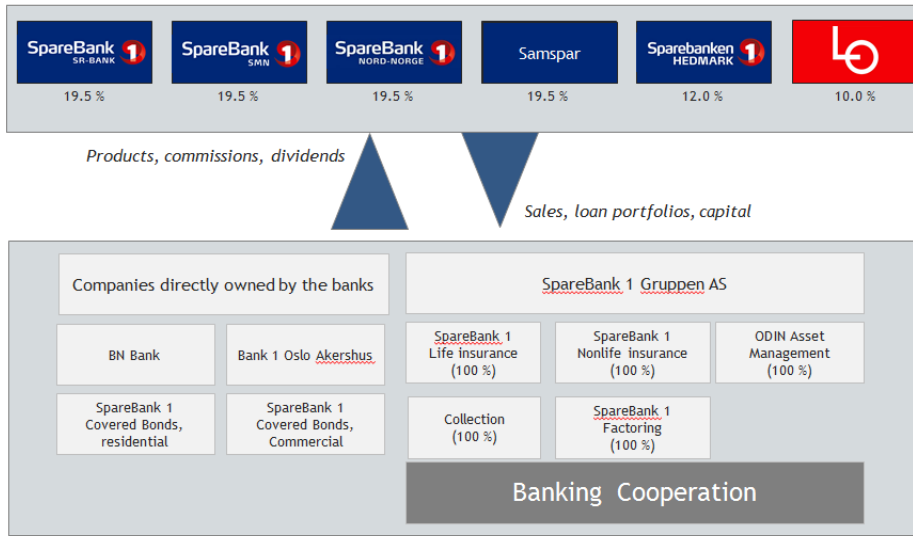 SpareBank 1
SR-BANK
SpareBank 1
SMN
SpareBank 1
NORD-NORGE
Samspar
Sparebanken 1
HEDMARK
LO
19.5 %
19.5 %
19.5 %
19.5 %
12.0 %
10.0 %
Products, commissions, dividends
Sales, loan portfolios, capital
Companies directly owned by the banks
SpareBank 1 Gruppen AS
BN Bank
Bank 1 Oslo Akershus
SpareBank 1
Life insurance
(100 %)
SpareBank 1
Nonlife insurance
(100 %)
ODIN Asset
Management
(100 %)
SpareBank 1
Covered Bonds,
residential
SpareBank 1
Covered Bonds,
Commercial
Collection
(100 %)
SpareBank 1
Factoring
(100 %)
Banking Cooperation